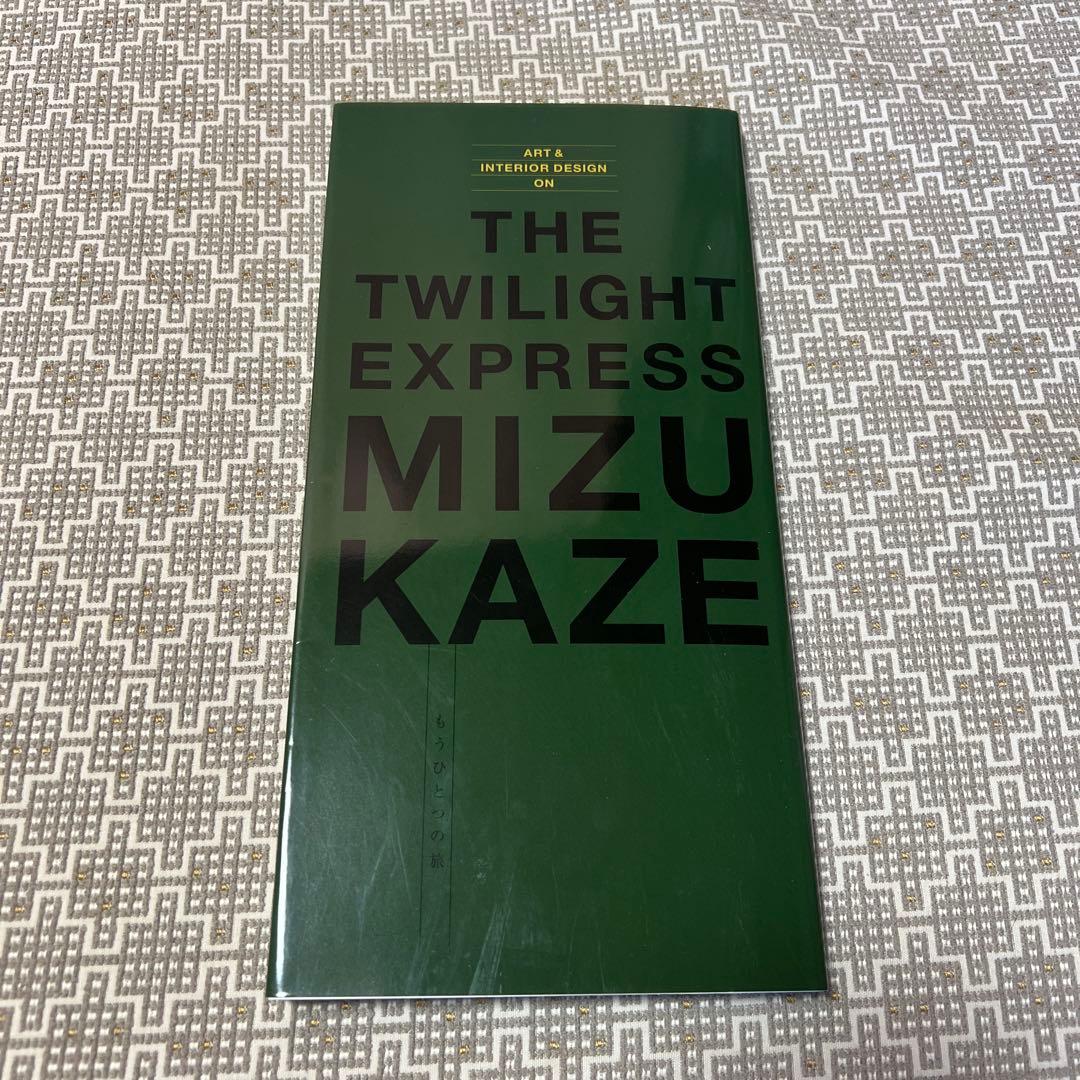 ART &
INTERIOR DESIGN
ON
THE
TWILIGHT
EXPRESS
MIZU
KAZE
もうひとつの旅